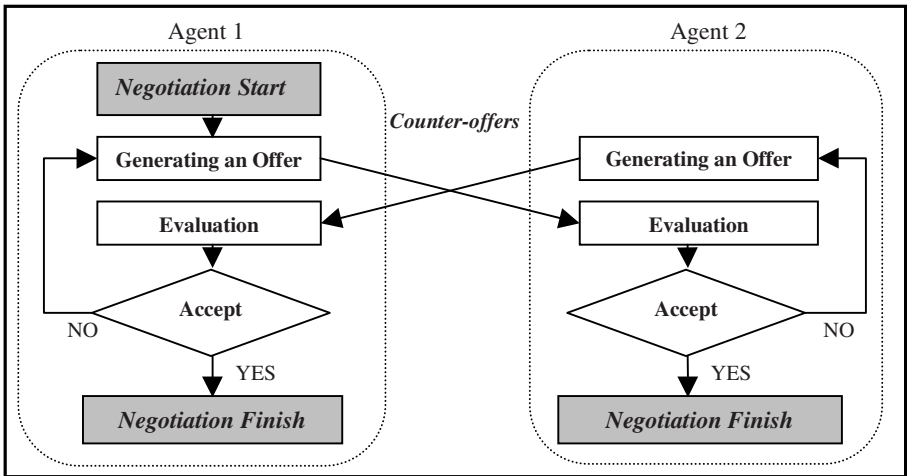 Agent 1
Agent 2
Negotiation Start
Counter-offers
Generating an Offer
Generating an Offer
Evaluation
Evaluation
Accept
Accept
NO
NO
YES
YES
Negotiation Finish
Negotiation Finish